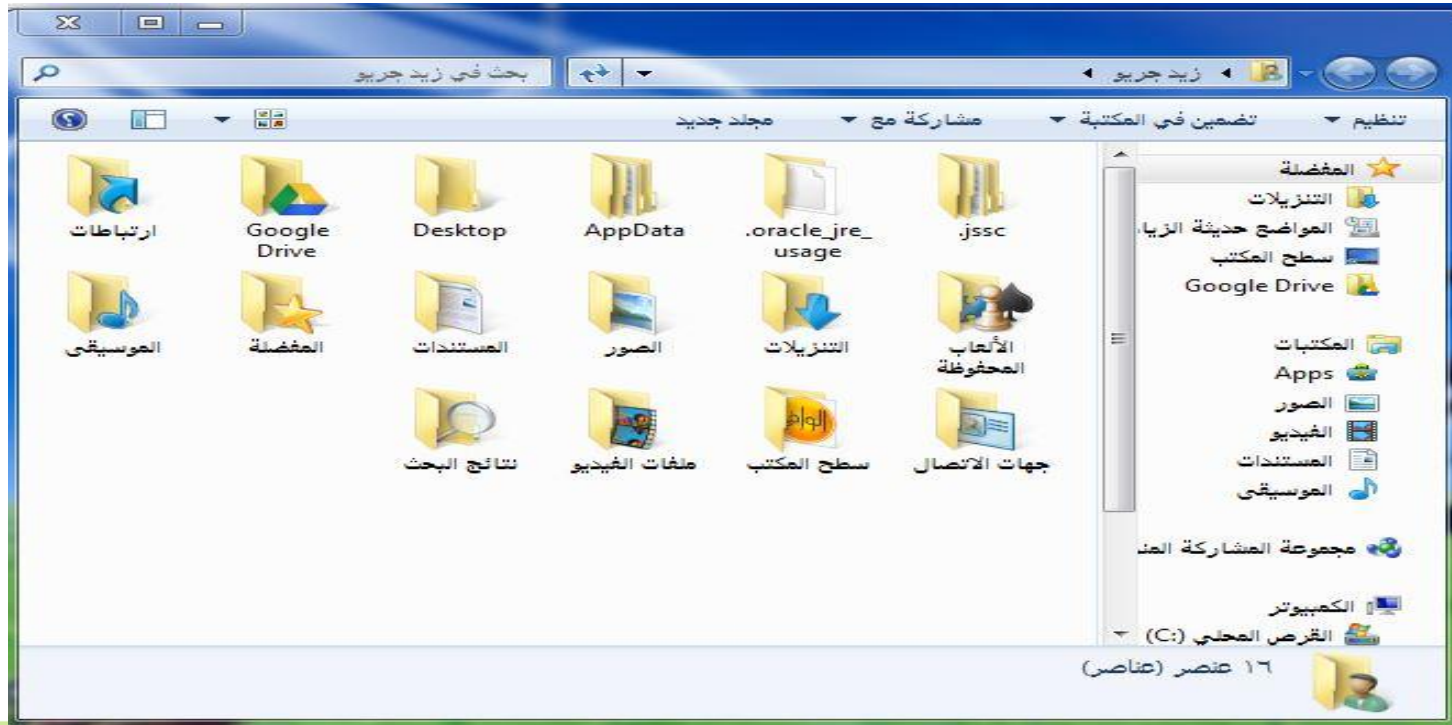 زيد جريو
بحث في زيد جريو
تنظيم تضمين في المكتبة مشاركة مع مجلد جديد
المفضلة
التنزيلات
المواضع حديثة الزيا
سطح المكتب
Google Drive
المكتبات
Apps
الصور
الفيديو
المستندات
الموسيقى
مجموعة المشاركة المنز
الكمبيوتر
القرص المحلي (C:)
.jssc
.oracle_jre_
usage
AppData
Desktop
Google
Drive
ارتباطات
الألعاب
المحفوظة
التنزيلات
الصور
المستندات
المفضلة
الموسيقى
جهات الاتصال
الوافي
سطح المكتب
ملفات الفيديو
نتائج البحث
١٦ عنصر (عناصر)